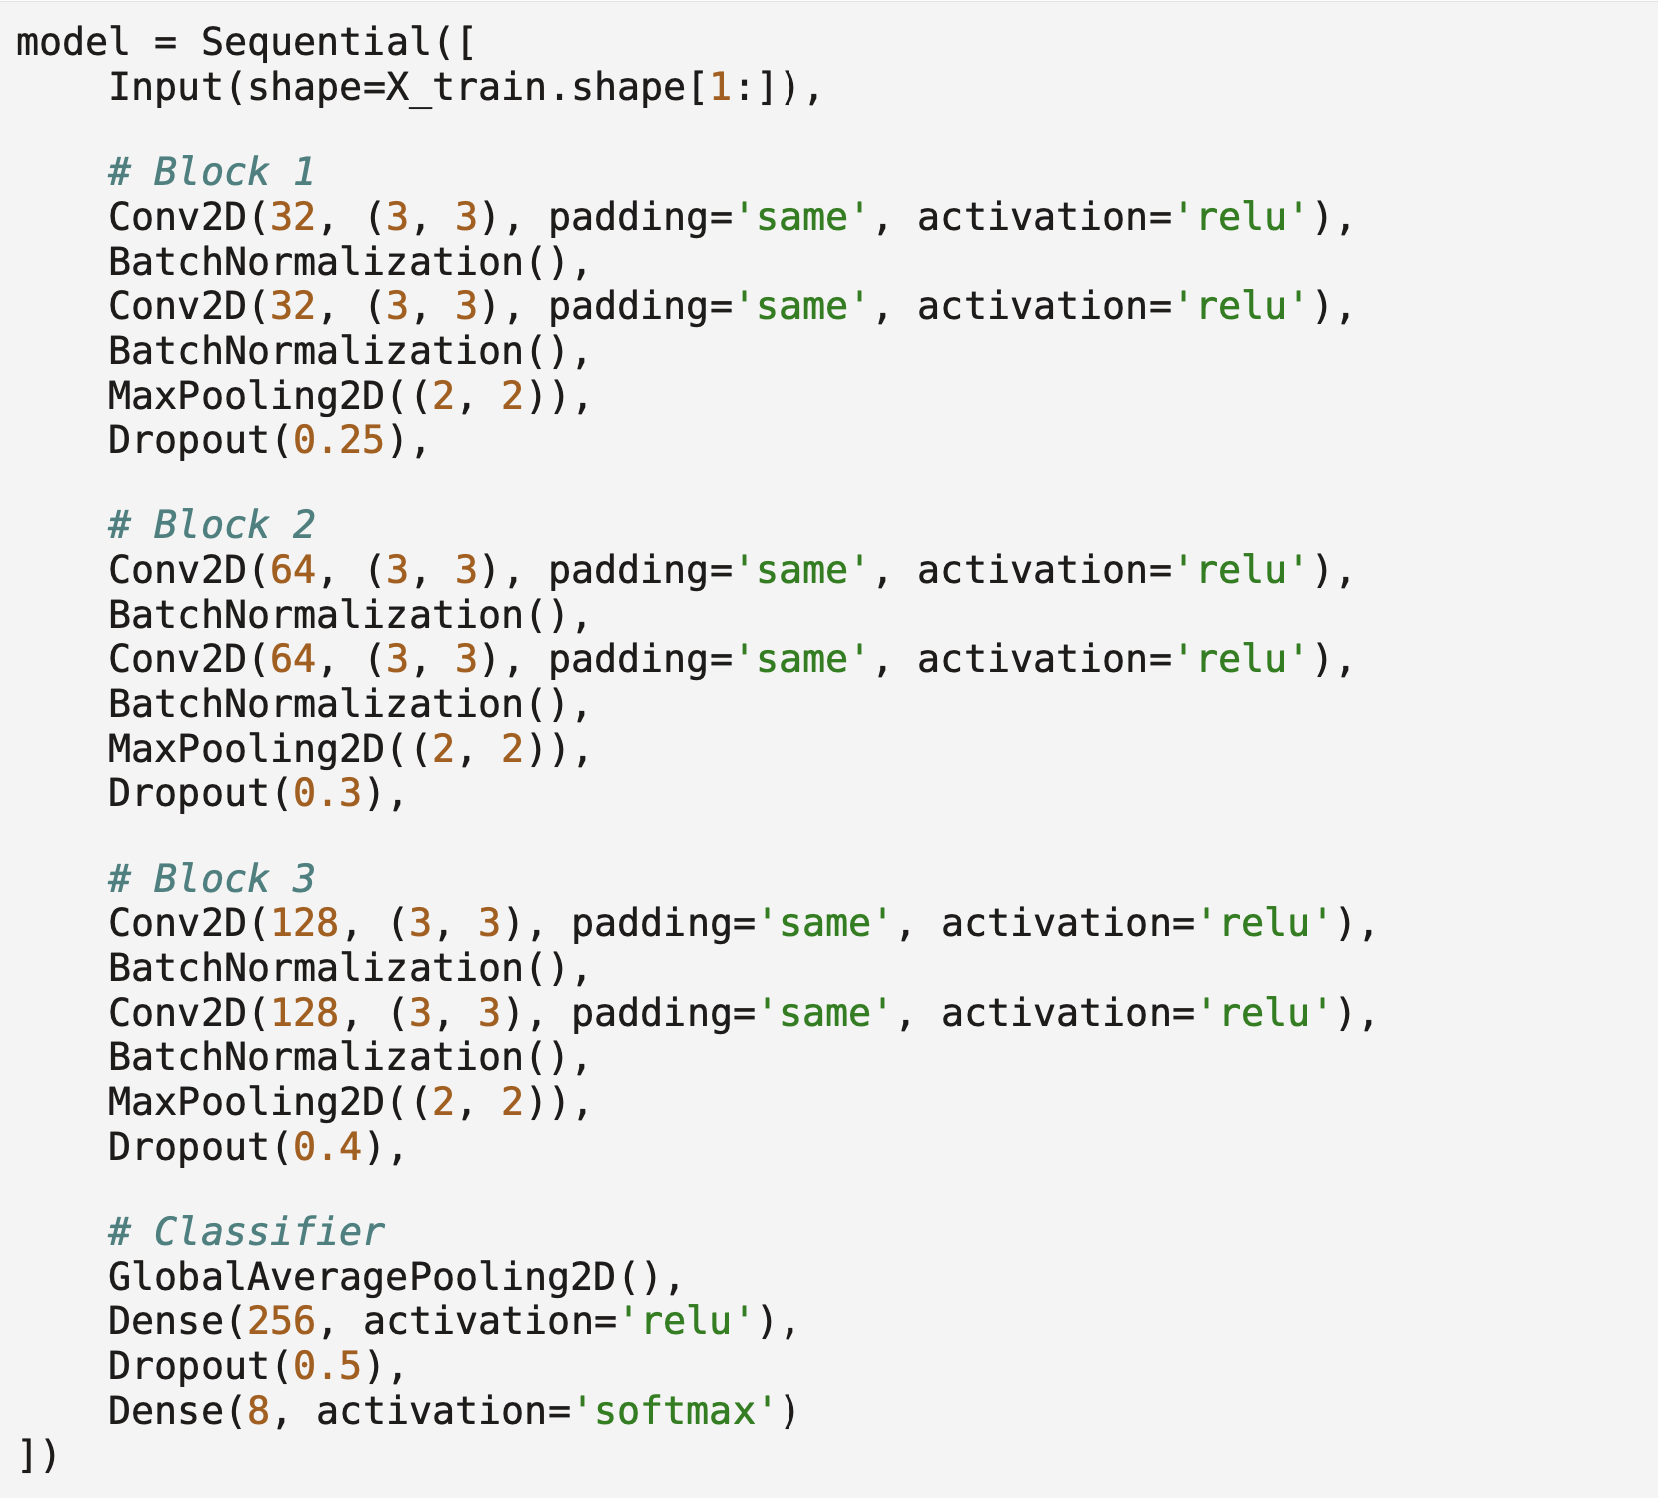 model = Sequential([
    Input(shape=X_train.shape[1:]),

    # Block 1
    Conv2D(32, (3, 3), padding='same', activation='relu'),
    BatchNormalization(),
    Conv2D(32, (3, 3), padding='same', activation='relu'),
    BatchNormalization(),
    MaxPooling2D((2, 2)),
    Dropout(0.25),

    # Block 2
    Conv2D(64, (3, 3), padding='same', activation='relu'),
    BatchNormalization(),
    Conv2D(64, (3, 3), padding='same', activation='relu'),
    BatchNormalization(),
    MaxPooling2D((2, 2)),
    Dropout(0.3),

    # Block 3
    Conv2D(128, (3, 3), padding='same', activation='relu'),
    BatchNormalization(),
    Conv2D(128, (3, 3), padding='same', activation='relu'),
    BatchNormalization(),
    MaxPooling2D((2, 2)),
    Dropout(0.4),

    # Classifier
    GlobalAveragePooling2D(),
    Dense(256, activation='relu'),
    Dropout(0.5),
    Dense(8, activation='softmax')
])